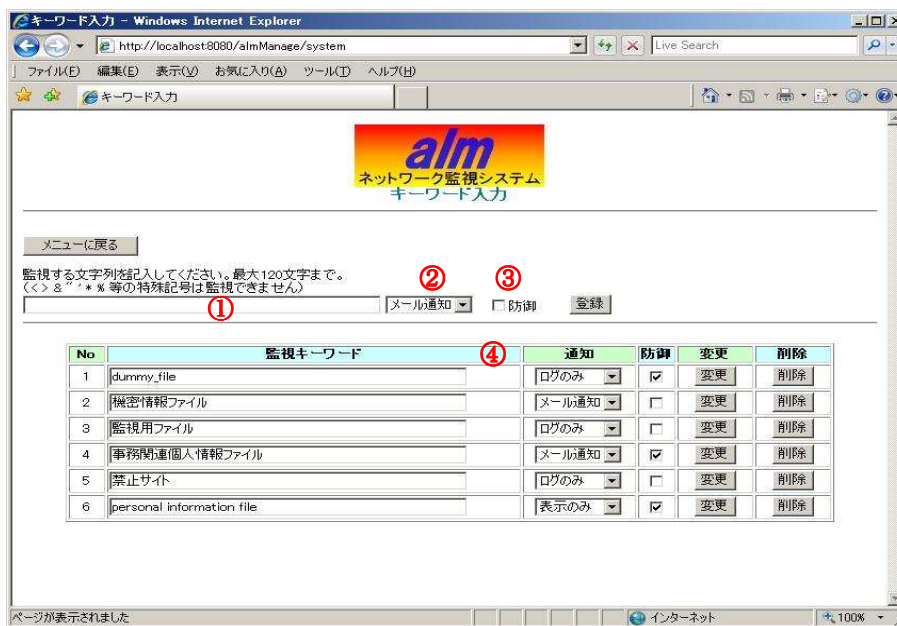 キーワード入力 - Windows Internet Explorer
http://localhost:8080/almManage/system
Live Search
ファイル(F) 編集(E) 表示(V) お気に入り(A) ツール(T) ヘルプ(H)
キーワード入力
alm
ネットワーク監視システム
キーワード入力
メニューに戻る
監視する文字列を記入してください。最大120文字まで。
(< > & " ' * % 等の特殊記号は監視できません)
① ② メール通知 ③ 防御 登録
No 監視キーワード ④ 通知 防御 変更 削除
1 dummy_file ログのみ 変更 削除
2 機密情報ファイル メール通知 変更 削除
3 監視用ファイル ログのみ 変更 削除
4 事務関連個人情報ファイル メール通知 変更 削除
5 禁止サイト ログのみ 変更 削除
6 personal information file 表示のみ 変更 削除
ページが表示されました インターネット 100%